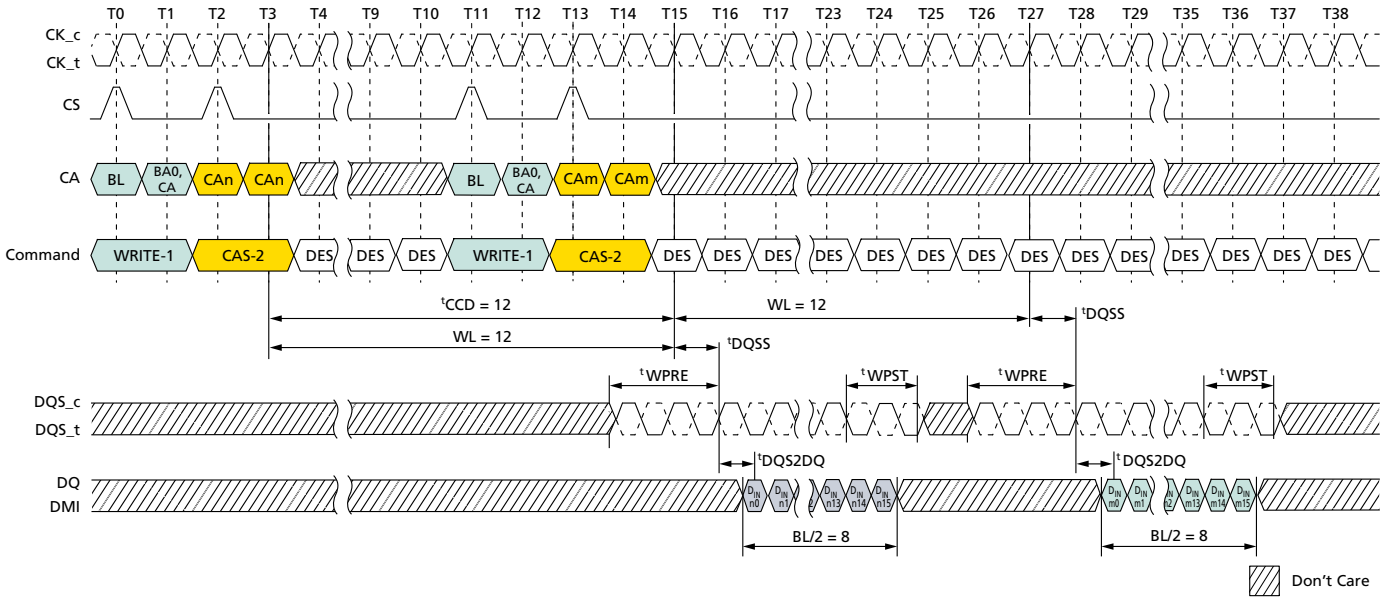 T0 T1 T2 T3 T4 T9 T10 T11 T12 T13 T14 T15 T16 T17 T23 T24 T25 T26 T27 T28 T29 T35 T36 T37 T38
CK_c
CK_t
CS
CA BL BA0, CA CAn CAn BL BA0, CA CAm CAm
Command WRITE-1 CAS-2 DES DES DES WRITE-1 CAS-2 DES DES DES DES DES DES DES DES DES DES DES DES DES DES
tCCD = 12 WL = 12 tDQSS
WL = 12 tDQSS
tWPRE tWPST tWPRE tWPST
DQS_c
DQS_t
tDQS2DQ tDQS2DQ
DQ
DMI
DIN n0 DIN n1 DIN n13 DIN n14 DIN n15 DIN m0 DIN m1 DIN m13 DIN m14 DIN m15
BL/2 = 8 BL/2 = 8
Don't Care